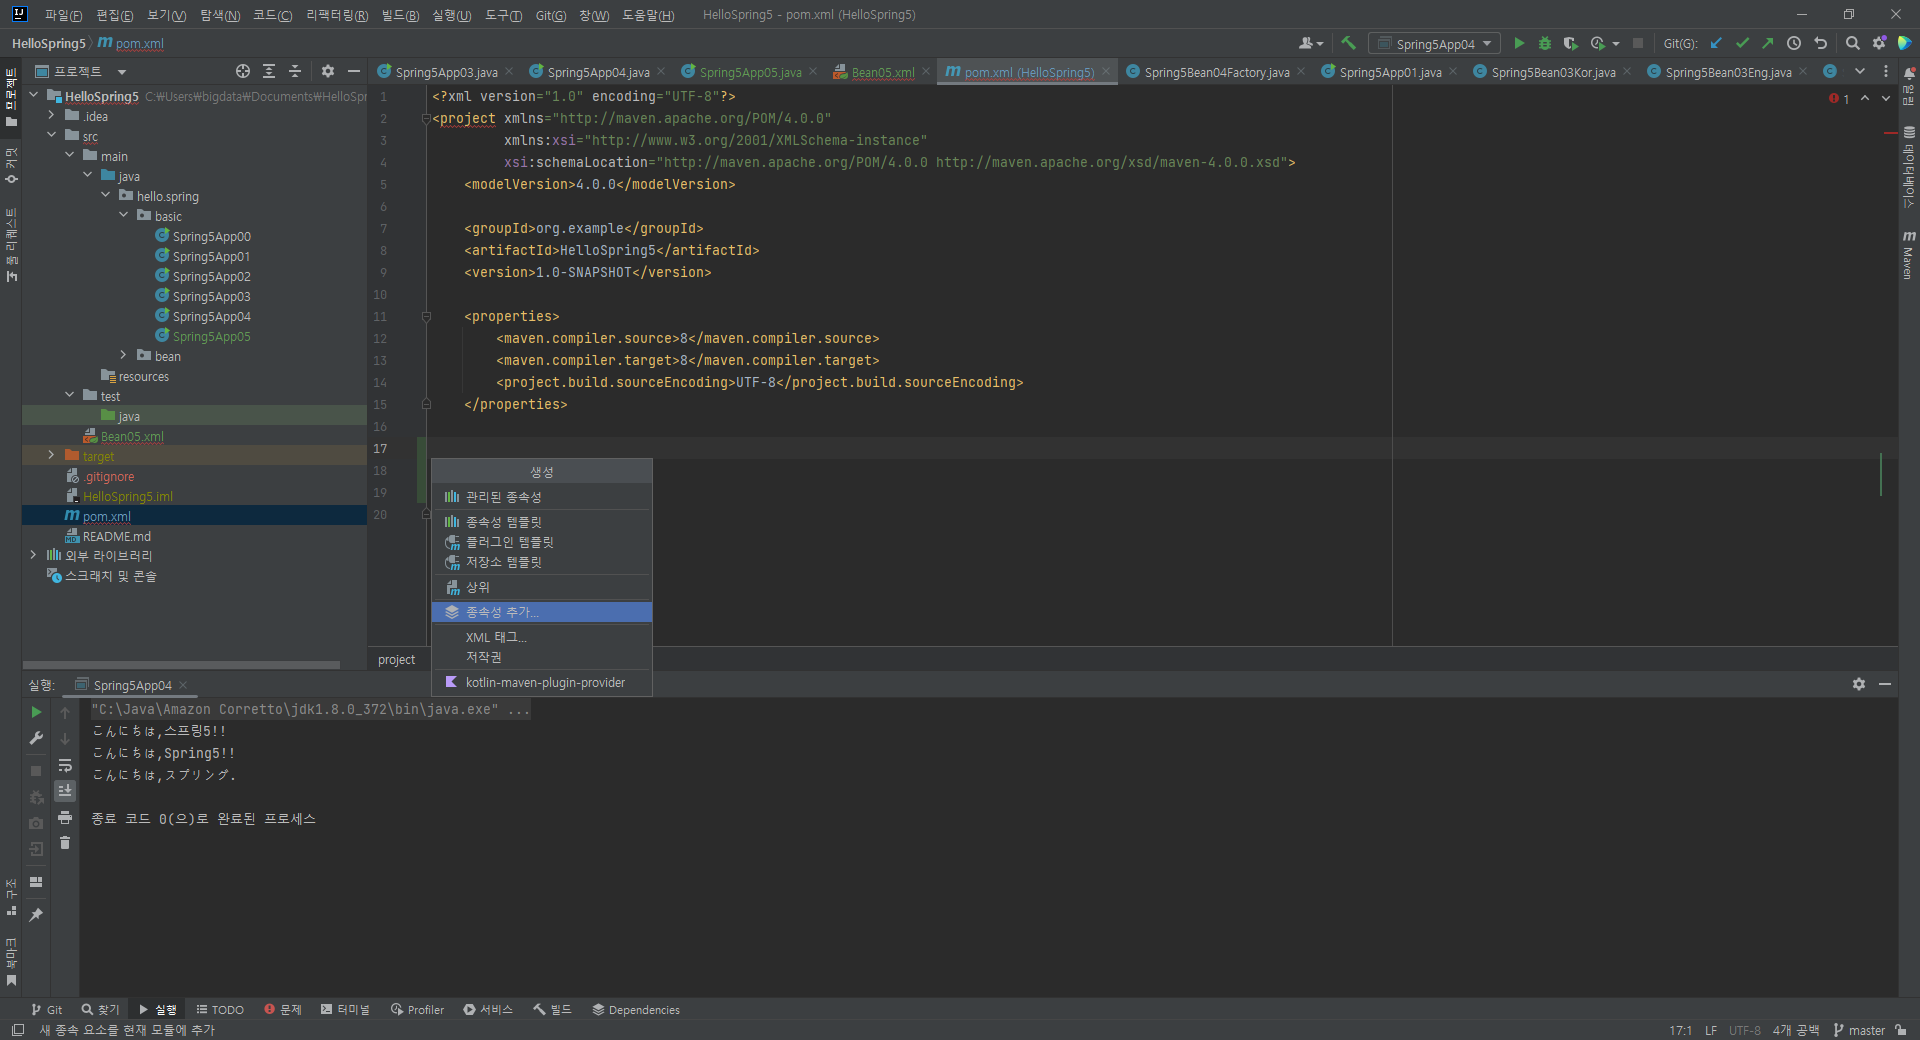 파일(F) 편집(E) 보기(V) 탐색(N) 코드(C) 리팩터링(R) 빌드(B) 실행(U) 도구(T) Git(G) 창(W) 도움말(H) HelloSpring5 - pom.xml (HelloSpring5)
HelloSpring5 pom.xml
Spring5App04
Git(G):
프로젝트
Spring5App03.java Spring5App04.java Spring5App05.java Bean05.xml pom.xml (HelloSpring5) Spring5Bean04Factory.java Spring5App01.java Spring5Bean03Kor.java Spring5Bean03Eng.java
프로젝트
커밋
풀 리퀘스트
구조
북마크
HelloSpring5 C:₩Users₩bigdata₩Documents₩HelloSpr
.idea
src
main
java
hello.spring
basic
Spring5App00
Spring5App01
Spring5App02
Spring5App03
Spring5App04
Spring5App05
bean
resources
test
java
Bean05.xml
target
.gitignore
HelloSpring5.iml
pom.xml
README.md
외부 라이브러리
스크래치 및 콘솔
1 <?xml version="1.0" encoding="UTF-8"?>
2 <project xmlns="http://maven.apache.org/POM/4.0.0"
3 xmlns:xsi="http://www.w3.org/2001/XMLSchema-instance"
4 xsi:schemaLocation="http://maven.apache.org/POM/4.0.0 http://maven.apache.org/xsd/maven-4.0.0.xsd">
5 <modelVersion>4.0.0</modelVersion>
6
7 <groupId>org.example</groupId>
8 <artifactId>HelloSpring5</artifactId>
9 <version>1.0-SNAPSHOT</version>
10
11 <properties>
12 <maven.compiler.source>8</maven.compiler.source>
13 <maven.compiler.target>8</maven.compiler.target>
14 <project.build.sourceEncoding>UTF-8</project.build.sourceEncoding>
15 </properties>
16
17
18
19
20
1
알림
데이터베이스
Maven
생성
관리된 종속성
종속성 템플릿
플러그인 템플릿
저장소 템플릿
상위
종속성 추가...
XML 태그...
저작권
kotlin-maven-plugin-provider
project
실행: Spring5App04
"C:\Java\Amazon Corretto\jdk1.8.0_372\bin\java.exe" ...
こんにちは,스프링5!!
こんにちは,Spring5!!
こんにちは,スプリング.
종료 코드 0(으)로 완료된 프로세스
Git 찾기 실행 TODO 문제 터미널 Profiler 서비스 빌드 Dependencies
새 종속 요소를 현재 모듈에 추가
17:1 LF UTF-8 4개 공백 master